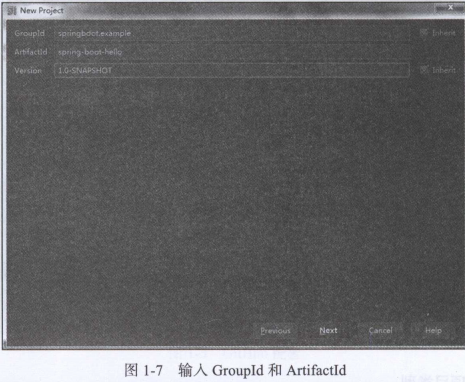 New Project
GroupId springboot.example Inherit
ArtifactId spring-boot-hello
Version 1.0-SNAPSHOT Inherit
Previous Next Cancel Help
图 1-7 输入 GroupId 和 ArtifactId